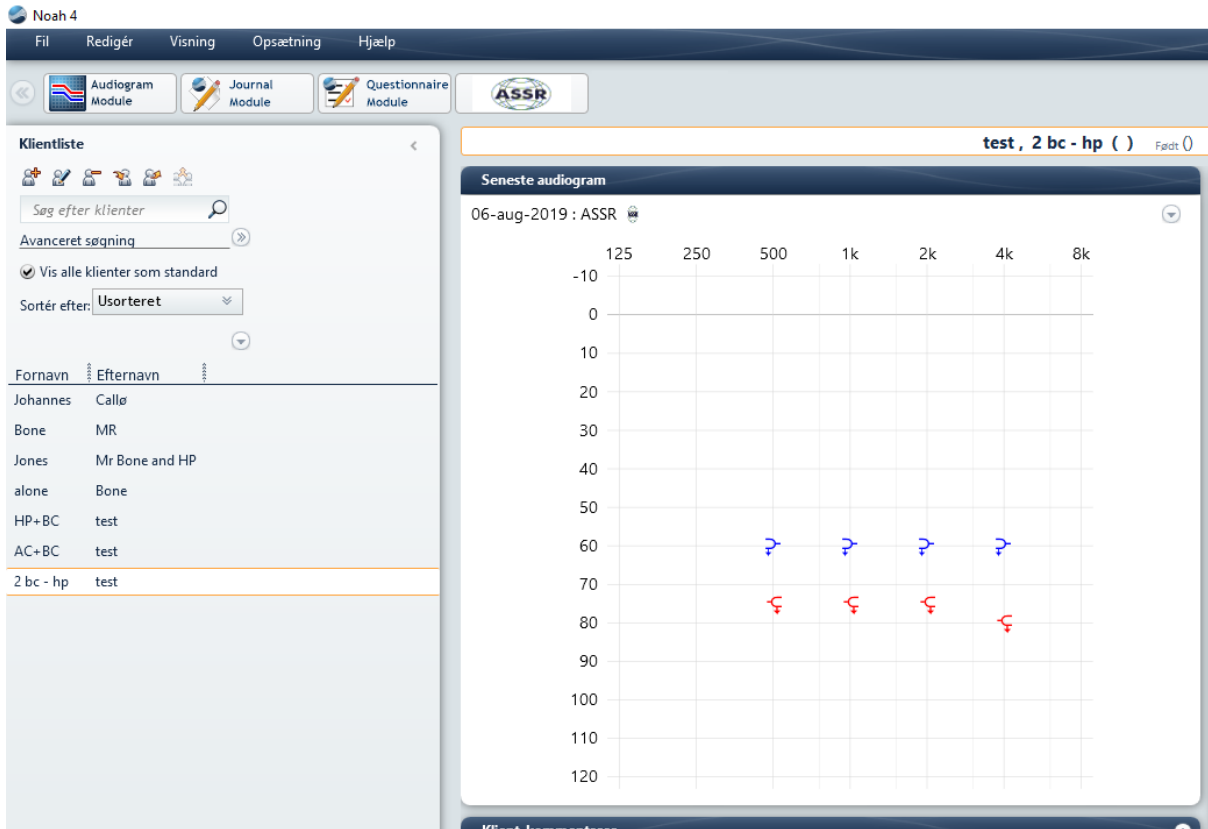 Noah 4
Fil Redigér Visning Opsætning Hjælp
Audiogram Module
Journal Module
Questionnaire Module
ASSR
Klientliste
Søg efter klienter
Avanceret søgning
Vis alle klienter som standard
Sortér efter: Usorteret
Fornavn Efternavn
Johannes Callø
Bone MR
Jones Mr Bone and HP
alone Bone
HP+BC test
AC+BC test
2 bc - hp test
test , 2 bc - hp ( ) Født ()
Seneste audiogram
06-aug-2019 : ASSR
125 250 500 1k 2k 4k 8k
-10
0
10
20
30
40
50
60
70
80
90
100
110
120